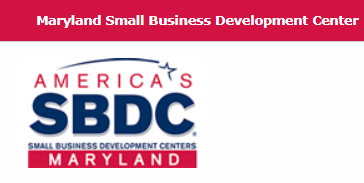 Maryland Small Business Development Center
AMERICA'S
SBDC®
SMALL BUSINESS DEVELOPMENT CENTERS
MARYLAND